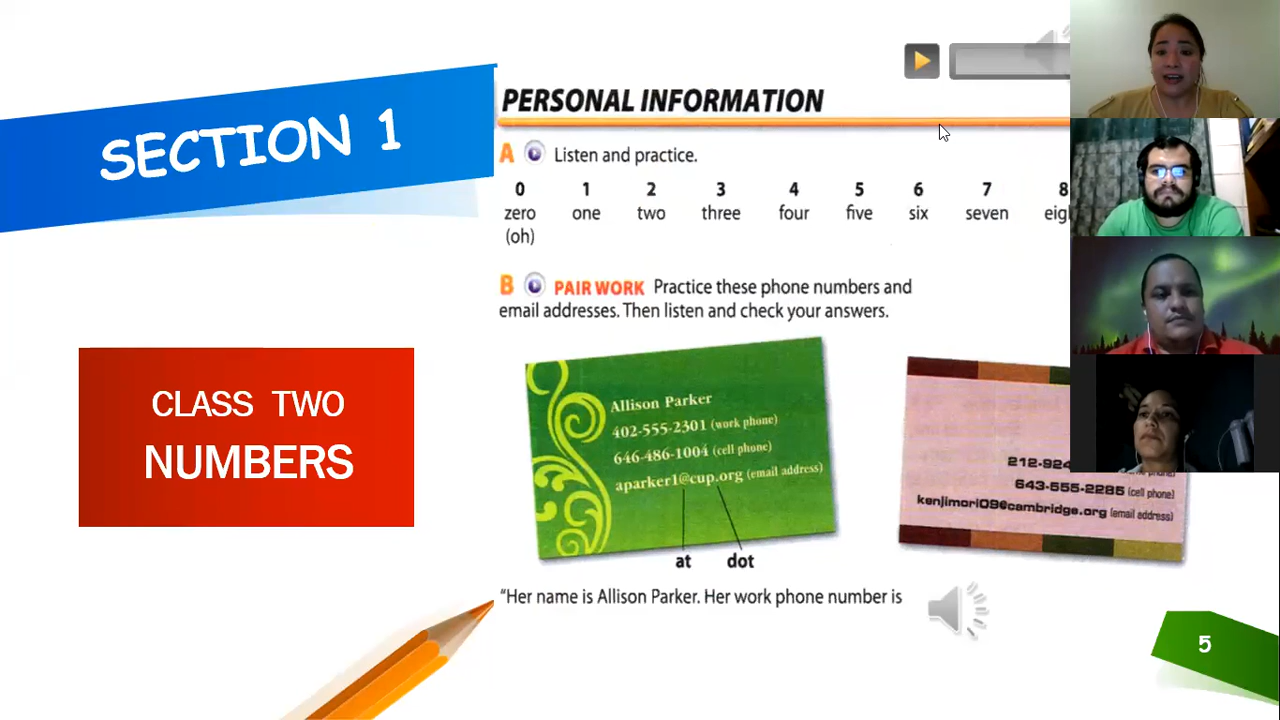 SECTION 1
CLASS TWO
NUMBERS
PERSONAL INFORMATION
A Listen and practice.
0 1 2 3 4 5 6 7 8
zero one two three four five six seven
(oh)
B PAIR WORK Practice these phone numbers and
email addresses. Then listen and check your answers.
Allison Parker
402-555-2301 (work phone)
646-486-1004 (cell phone)
aparker1@cup.org (email address)
at dot
212-924
643-555-2285 (cell phone)
kenjimori09@cambridge.org (email address)
"Her name is Allison Parker. Her work phone number is
5